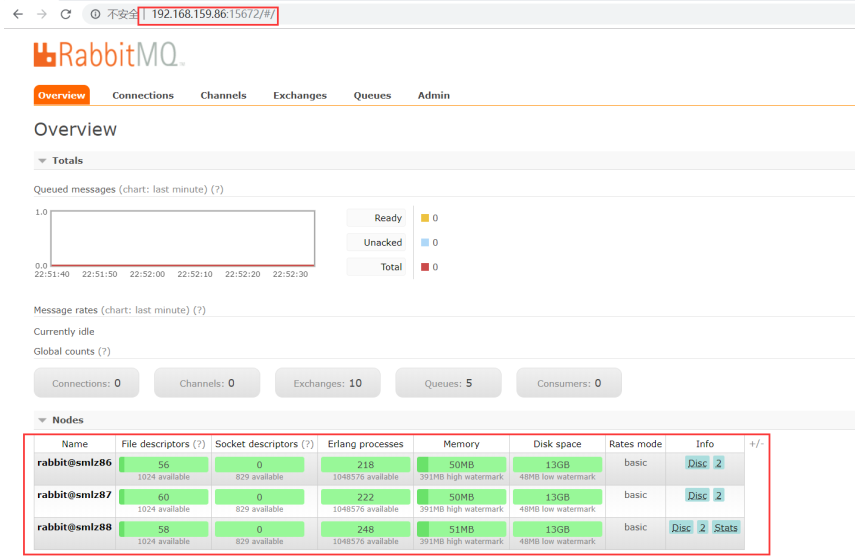 不安全 | 192.168.159.86:15672/#/
RabbitMQ
Overview Connections Channels Exchanges Queues Admin
Overview
Totals
Queued messages (chart: last minute) (?)
1.0
0.0
22:51:40 22:51:50 22:52:00 22:52:10 22:52:20 22:52:30
Ready 0
Unacked 0
Total 0
Message rates (chart: last minute) (?)
Currently idle
Global counts (?)
Connections: 0 Channels: 0 Exchanges: 10 Queues: 5 Consumers: 0
Nodes
Name File descriptors (?) Socket descriptors (?) Erlang processes Memory Disk space Rates mode Info +/-
rabbit@smlz86 56 0 218 50MB 13GB basic Disc 2
1024 available 829 available 1048576 available 391MB high watermark 48MB low watermark
rabbit@smlz87 60 0 222 50MB 13GB basic Disc 2
1024 available 829 available 1048576 available 391MB high watermark 48MB low watermark
rabbit@smlz88 58 0 248 51MB 13GB basic Disc 2 Stats
1024 available 829 available 1048576 available 391MB high watermark 48MB low watermark